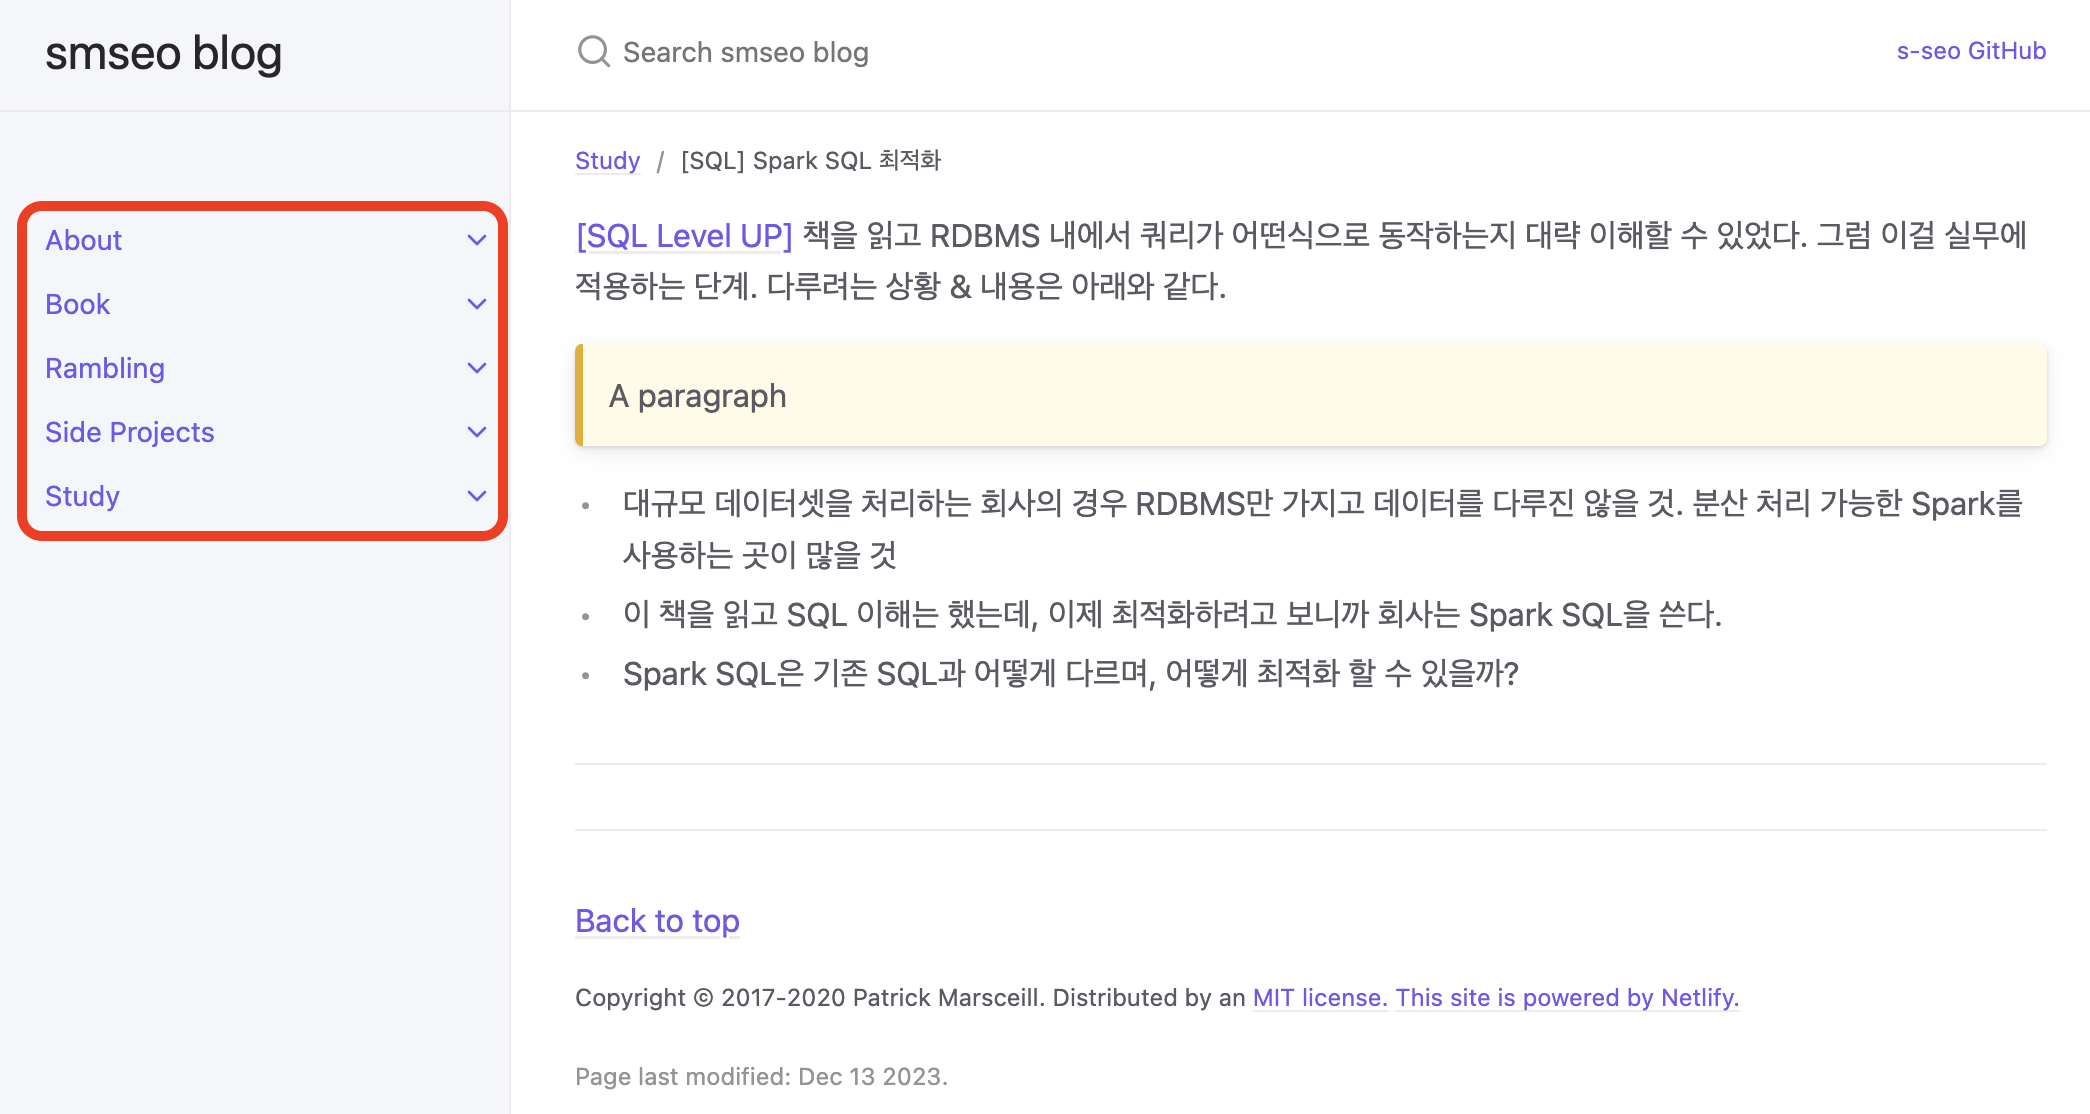 smseo blog
Search smseo blog
s-seo GitHub
About
Book
Rambling
Side Projects
Study
Study / [SQL] Spark SQL 최적화
[SQL Level UP] 책을 읽고 RDBMS 내에서 쿼리가 어떤식으로 동작하는지 대략 이해할 수 있었다. 그럼 이걸 실무에
적용하는 단계. 다루려는 상황 & 내용은 아래와 같다.
A paragraph
• 대규모 데이터셋을 처리하는 회사의 경우 RDBMS만 가지고 데이터를 다루진 않을 것. 분산 처리 가능한 Spark를
사용하는 곳이 많을 것
• 이 책을 읽고 SQL 이해는 했는데, 이제 최적화하려고 보니까 회사는 Spark SQL을 쓴다.
• Spark SQL은 기존 SQL과 어떻게 다르며, 어떻게 최적화 할 수 있을까?
Back to top
Copyright © 2017-2020 Patrick Marsceill. Distributed by an MIT license. This site is powered by Netlify.
Page last modified: Dec 13 2023.